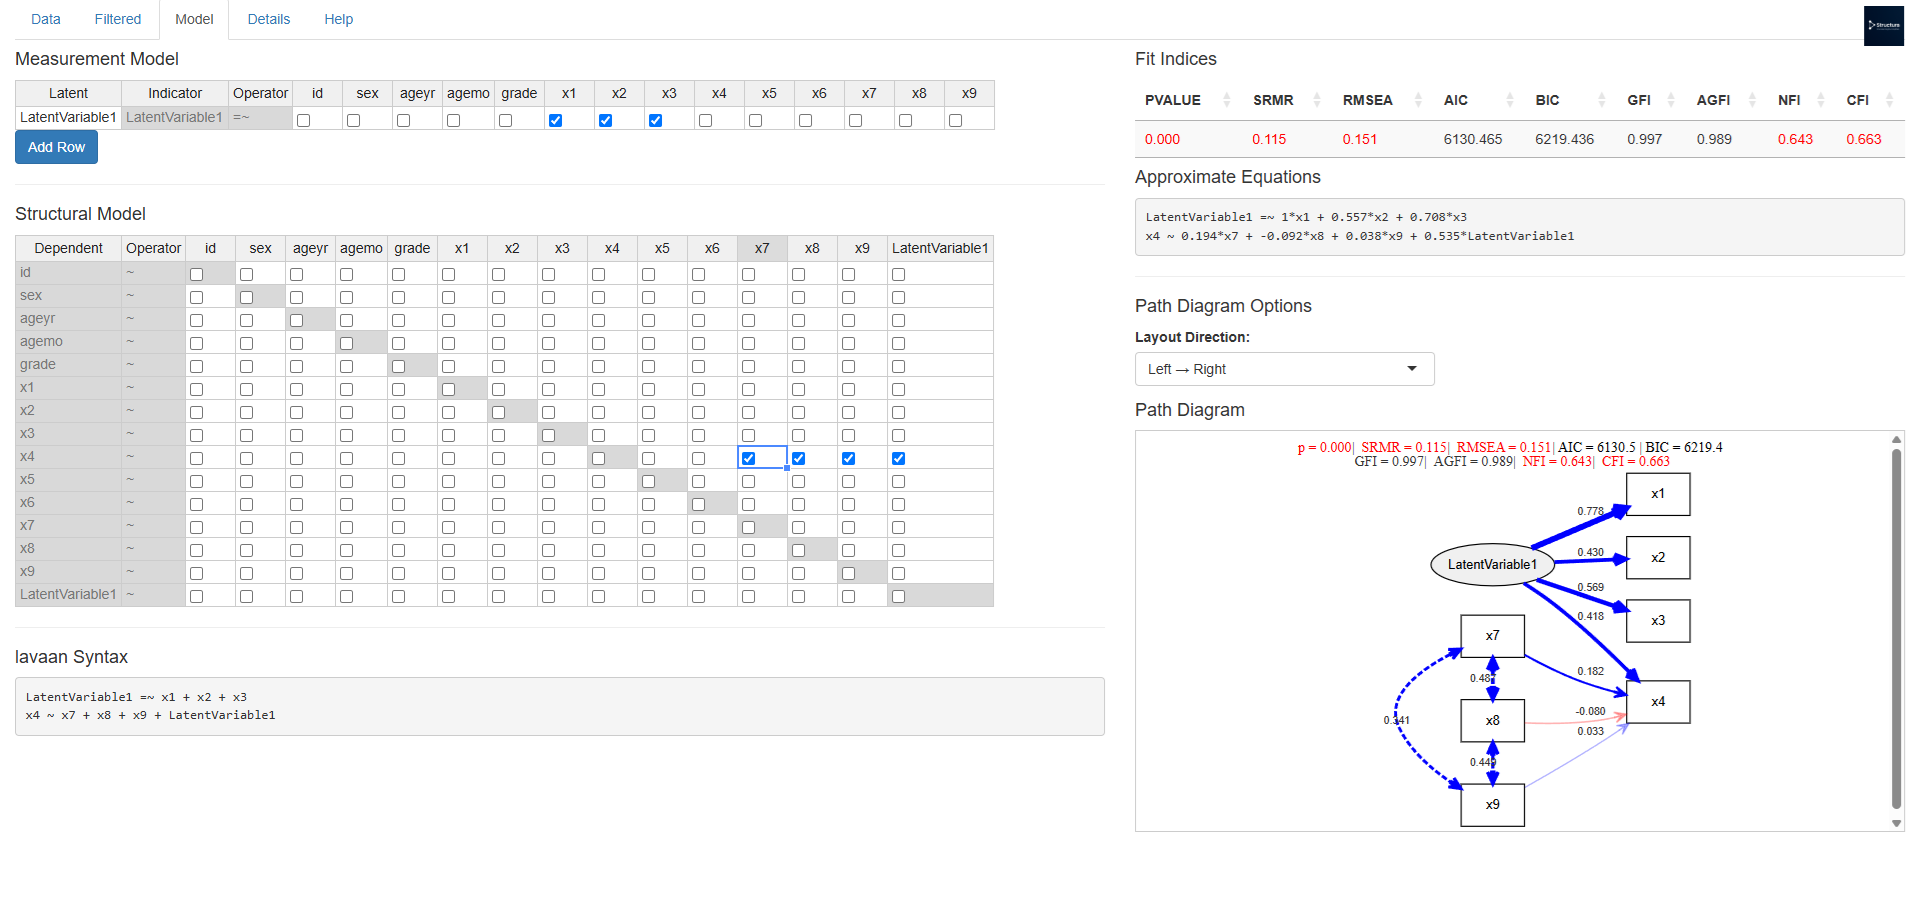 Data Filtered Model Details Help
Structure
Measurement Model
Latent Indicator Operator id sex ageyr agemo grade x1 x2 x3 x4 x5 x6 x7 x8 x9
LatentVariable1 LatentVariable1 =~
Add Row
Structural Model
Dependent Operator id sex ageyr agemo grade x1 x2 x3 x4 x5 x6 x7 x8 x9 LatentVariable1
id ~
sex ~
ageyr ~
agemo ~
grade ~
x1 ~
x2 ~
x3 ~
x4 ~
x5 ~
x6 ~
x7 ~
x8 ~
x9 ~
LatentVariable1 ~
lavaan Syntax
LatentVariable1 =~ x1 + x2 + x3
x4 ~ x7 + x8 + x9 + LatentVariable1
Fit Indices
PVALUE SRMR RMSEA AIC BIC GFI AGFI NFI CFI
0.000 0.115 0.151 6130.465 6219.436 0.997 0.989 0.643 0.663
Approximate Equations
LatentVariable1 =~ 1*x1 + 0.557*x2 + 0.708*x3
x4 ~ 0.194*x7 + -0.092*x8 + 0.038*x9 + 0.535*LatentVariable1
Path Diagram Options
Layout Direction:
Left → Right
Path Diagram
p = 0.000| SRMR = 0.115| RMSEA = 0.151| AIC = 6130.5 | BIC = 6219.4
GFI = 0.997| AGFI = 0.989| NFI = 0.643| CFI = 0.663
x1
0.778
0.430
x2
LatentVariable1
0.569
0.418
x3
x7
0.182
0.487
x4
-0.080
0.341
x8
0.033
0.449
x9